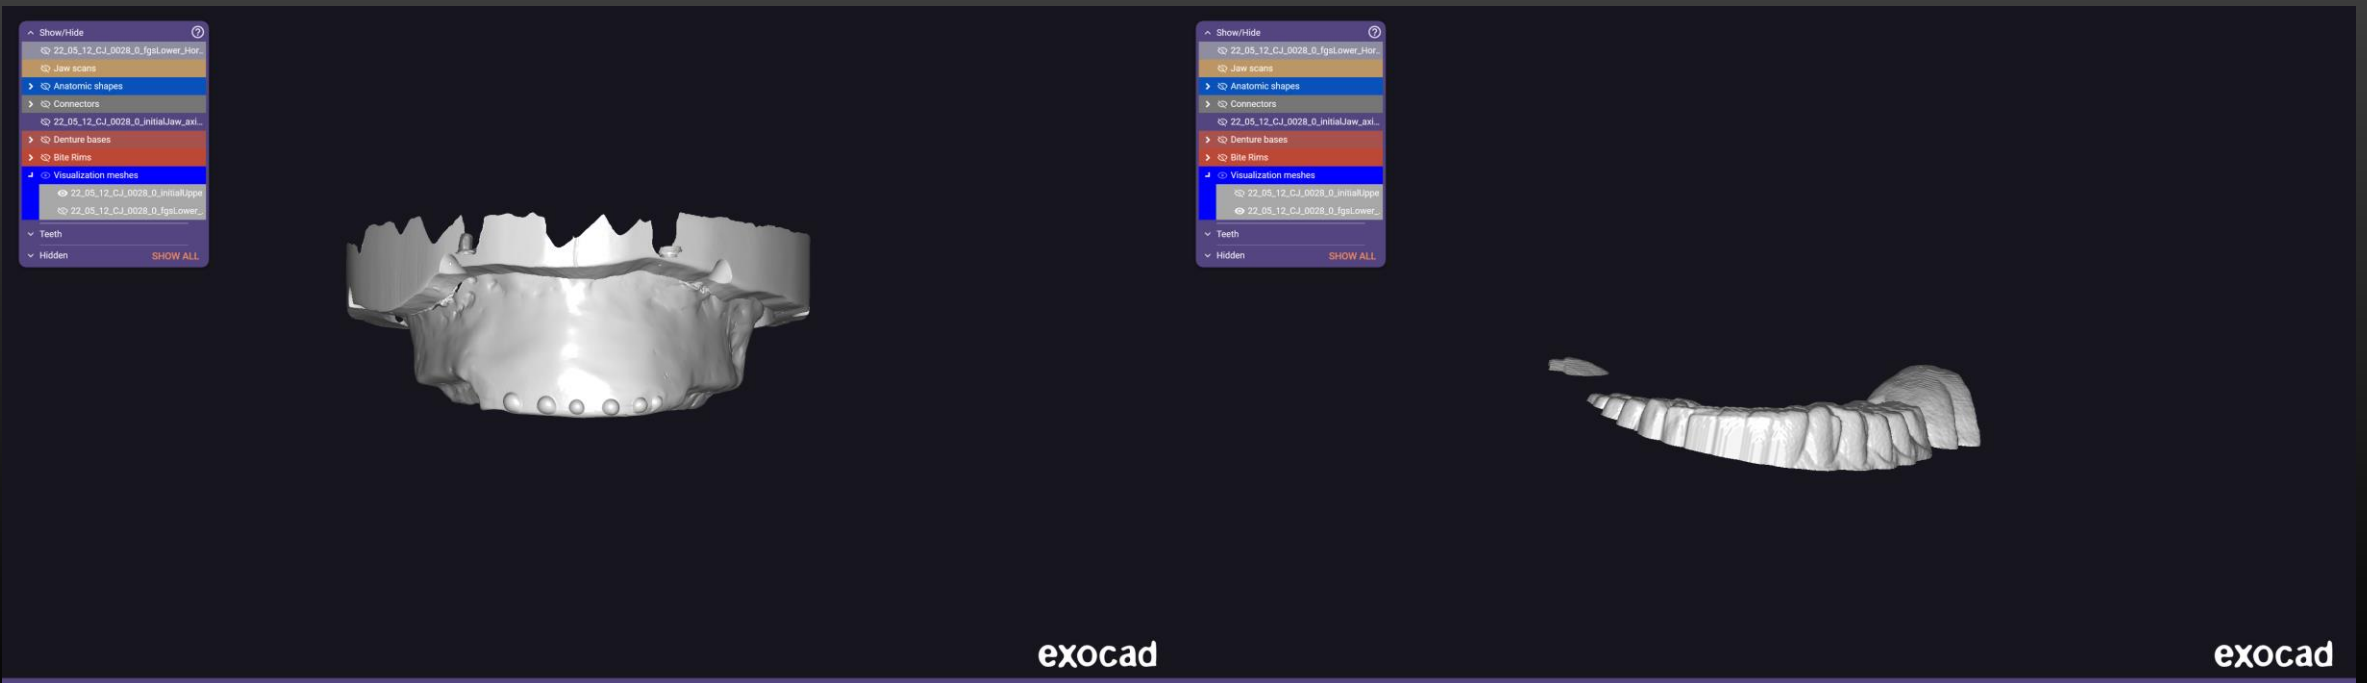 Show/Hide
22_05_12_CJ_0028_0_fgsLower_Hor..
Jaw scans
Anatomic shapes
Connectors
22_05_12_CJ_0028_0_initialJaw_axi...
Denture bases
Bite Rims
Visualization meshes
22_05_12_CJ_0028_0_initialUppe
22_05_12_CJ_0028_0_fgsLower_..
Teeth
Hidden SHOW ALL
exocad
Show/Hide
22_05_12_CJ_0028_0_fgsLower_Hor..
Jaw scans
Anatomic shapes
Connectors
22_05_12_CJ_0028_0_initialJaw_axi...
Denture bases
Bite Rims
Visualization meshes
22_05_12_CJ_0028_0_initialUppe
22_05_12_CJ_0028_0_fgsLower_..
Teeth
Hidden SHOW ALL
exocad